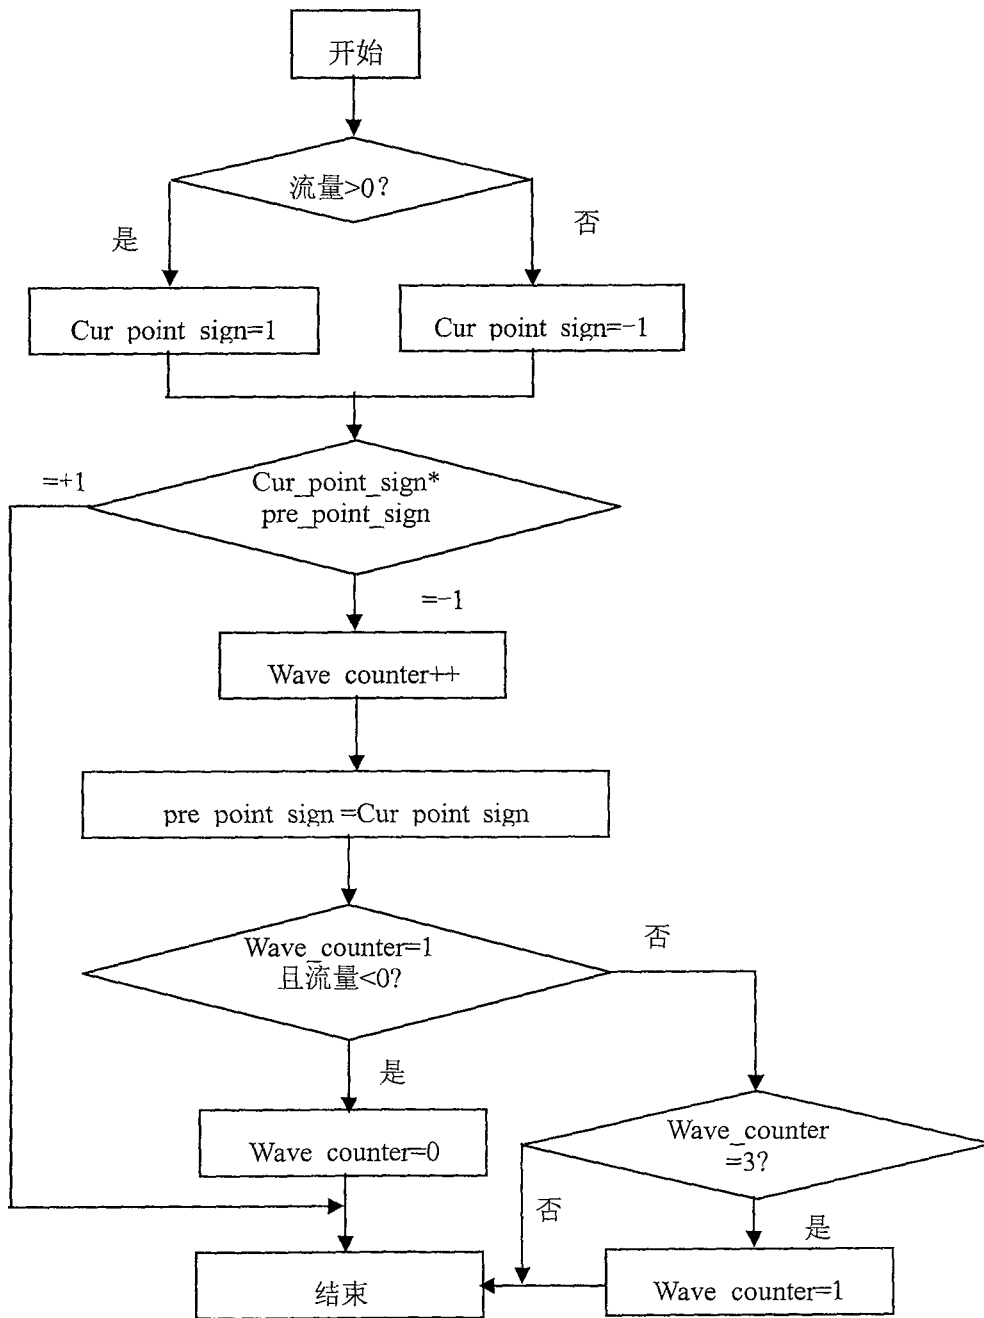 开始
流量>0?
是
否
Cur point sign=1
Cur point sign=-1
=+1
Cur_point_sign*
pre_point_sign
=-1
Wave counter++
pre point sign=Cur point sign
Wave_counter=1
且流量<0?
否
是
Wave counter=0
Wave_counter
=3?
否
是
结束
Wave counter=1